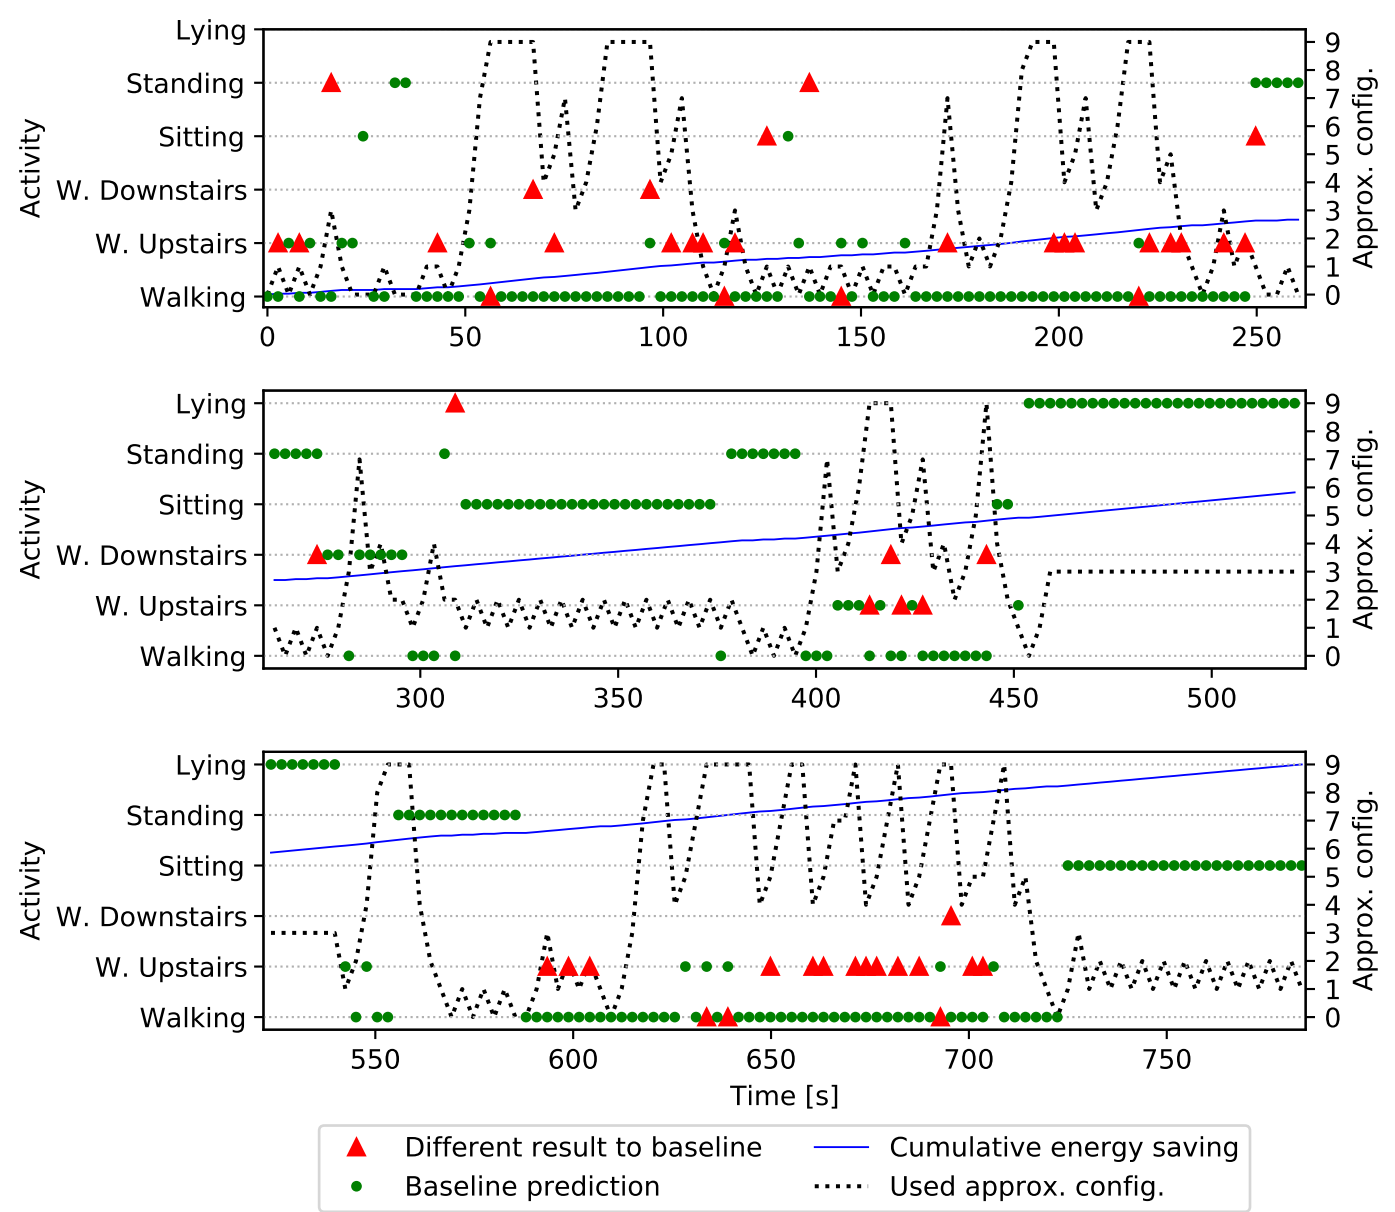 Lying
Standing
Sitting
W. Downstairs
W. Upstairs
Walking
Activity
9
8
7
6
5
4
3
2
1
0
Approx. config.
0 50 100 150 200 250
Lying
Standing
Sitting
W. Downstairs
W. Upstairs
Walking
Activity
9
8
7
6
5
4
3
2
1
0
Approx. config.
300 350 400 450 500
Lying
Standing
Sitting
W. Downstairs
W. Upstairs
Walking
Activity
9
8
7
6
5
4
3
2
1
0
Approx. config.
550 600 650 700 750
Time [s]
Different result to baseline
Baseline prediction
Cumulative energy saving
Used approx. config.